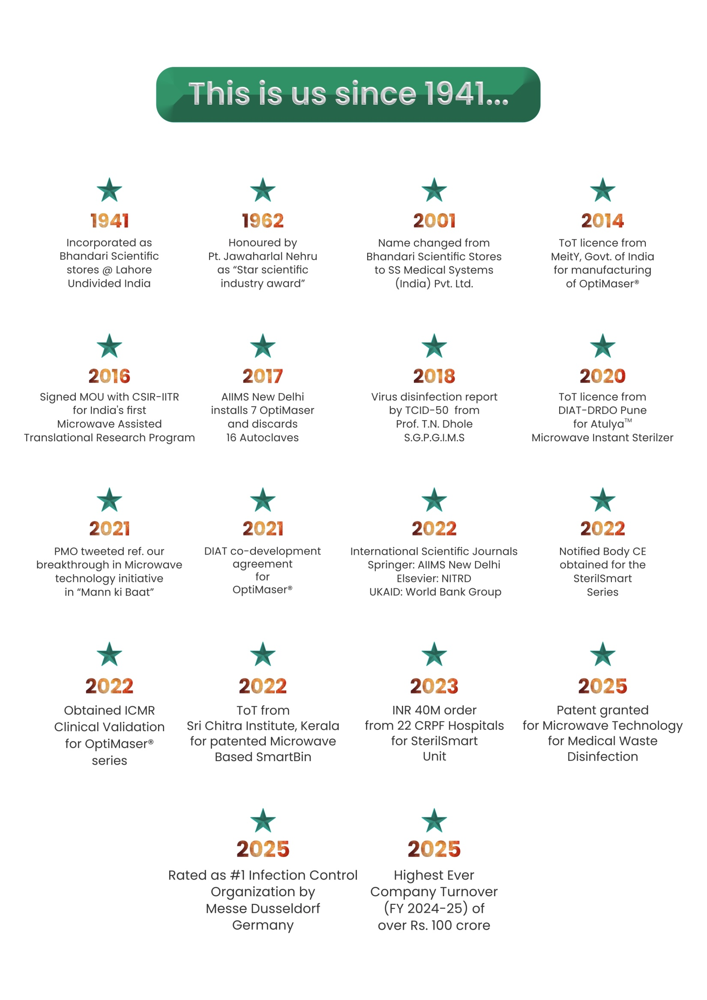 This is us since 1941...
1941
Incorporated as
Bhandari Scientific
stores @ Lahore
Undivided India
1962
Honoured by
Pt. Jawaharlal Nehru
as “Star scientific
industry award”
2001
Name changed from
Bhandari Scientific Stores
to SS Medical Systems
(India) Pvt. Ltd.
2014
ToT licence from
MeitY, Govt. of India
for manufacturing
of OptiMaser®
2016
Signed MOU with CSIR-IITR
for India's first
Microwave Assisted
Translational Research Program
2017
AIIMS New Delhi
installs 7 OptiMaser
and discards
16 Autoclaves
2018
Virus disinfection report
by TCID-50 from
Prof. T.N. Dhole
S.G.P.G.I.M.S
2020
ToT licence from
DIAT-DRDO Pune
for Atulya™
Microwave Instant Sterilzer
2021
PMO tweeted ref. our
breakthrough in Microwave
technology initiative
in “Mann ki Baat”
2021
DIAT co-development
agreement
for
OptiMaser®
2022
International Scientific Journals
Springer: AIIMS New Delhi
Elsevier: NITRD
UKAID: World Bank Group
2022
Notified Body CE
obtained for the
SterilSmart
Series
2022
Obtained ICMR
Clinical Validation
for OptiMaser®
series
2022
ToT from
Sri Chitra Institute, Kerala
for patented Microwave
Based SmartBin
2023
INR 40M order
from 22 CRPF Hospitals
for SterilSmart
Unit
2025
Patent granted
for Microwave Technology
for Medical Waste
Disinfection
2025
Rated as #1 Infection Control
Organization by
Messe Dusseldorf
Germany
2025
Highest Ever
Company Turnover
(FY 2024-25) of
over Rs. 100 crore